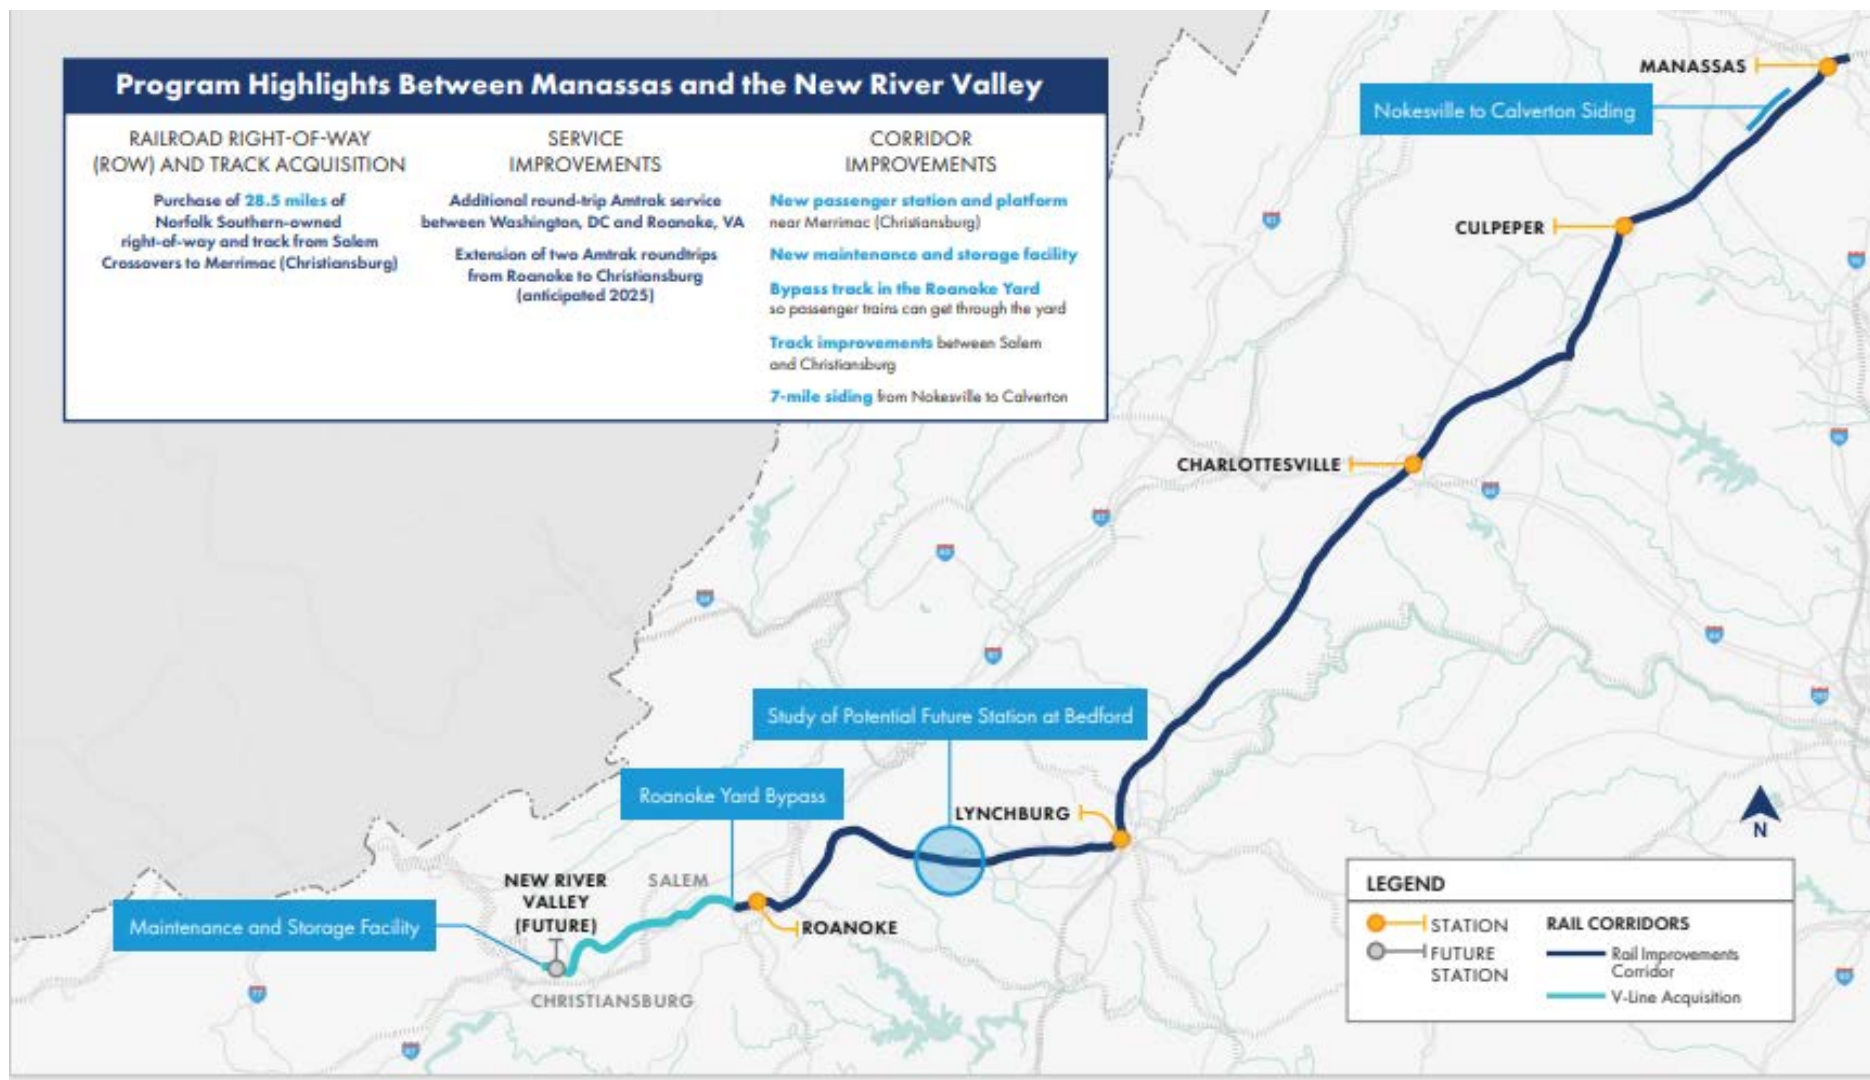 Program Highlights Between Manassas and the New River Valley
RAILROAD RIGHT-OF-WAY
(ROW) AND TRACK ACQUISITION
Purchase of 28.5 miles of
Norfolk Southern-owned
right-of-way and track from Salem
Crossovers to Merrimac (Christiansburg)
SERVICE
IMPROVEMENTS
Additional round-trip Amtrak service
between Washington, DC and Roanoke, VA
Extension of two Amtrak roundtrips
from Roanoke to Christiansburg
(anticipated 2025)
CORRIDOR
IMPROVEMENTS
New passenger station and platform
near Merrimac (Christiansburg)
New maintenance and storage facility
Bypass track in the Roanoke Yard
so passenger trains can get through the yard
Track improvements between Salem
and Christiansburg
7-mile siding from Nokesville to Calverton
MANASSAS
Nokesville to Calverton Siding
CULPEPER
CHARLOTTESVILLE
Study of Potential Future Station at Bedford
Roanoke Yard Bypass
LYNCHBURG
NEW RIVER
VALLEY
(FUTURE)
SALEM
Maintenance and Storage Facility
ROANOKE
CHRISTIANSBURG
77
N
LEGEND
STATION
FUTURE
STATION
RAIL CORRIDORS
Rail Improvements
Corridor
V-Line Acquisition